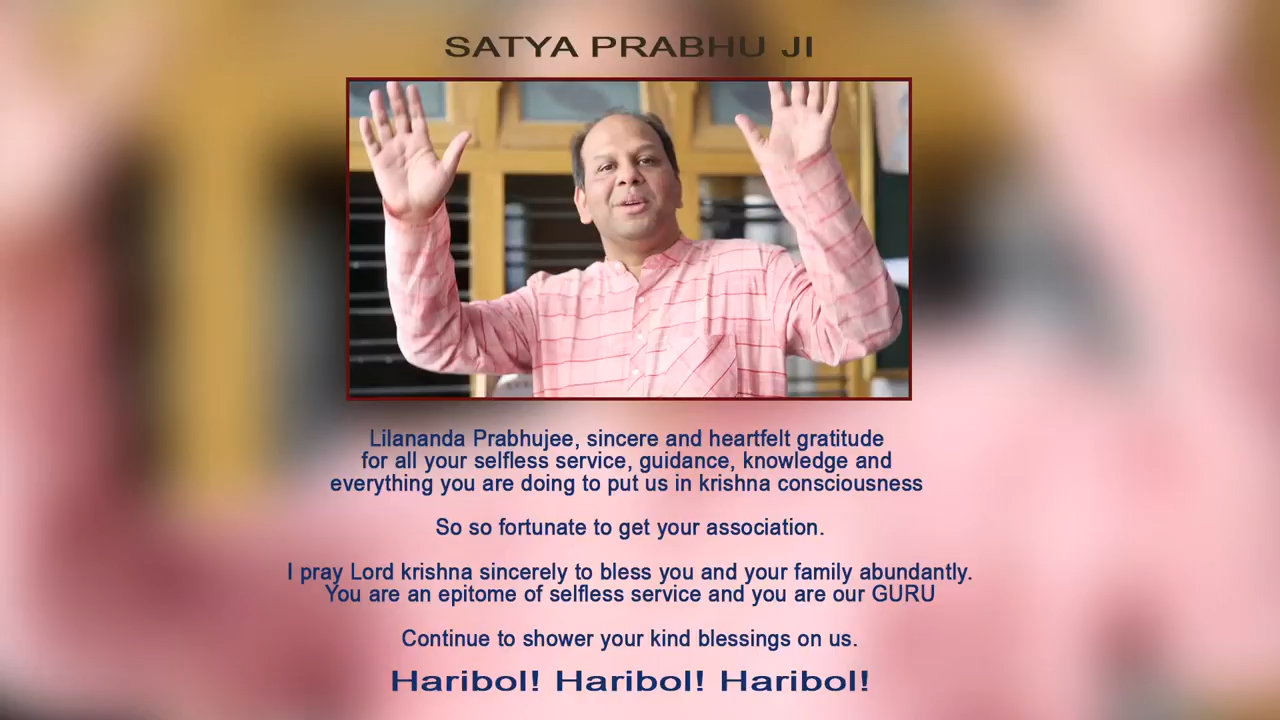 SATYA PRABHU JI
Lilananda Prabhujee, sincere and heartfelt gratitude
for all your selfless service, guidance, knowledge and
everything you are doing to put us in krishna consciousness
So so fortunate to get your association.
I pray Lord krishna sincerely to bless you and your family abundantly.
You are an epitome of selfless service and you are our GURU
Continue to shower your kind blessings on us.
Haribol! Haribol! Haribol!